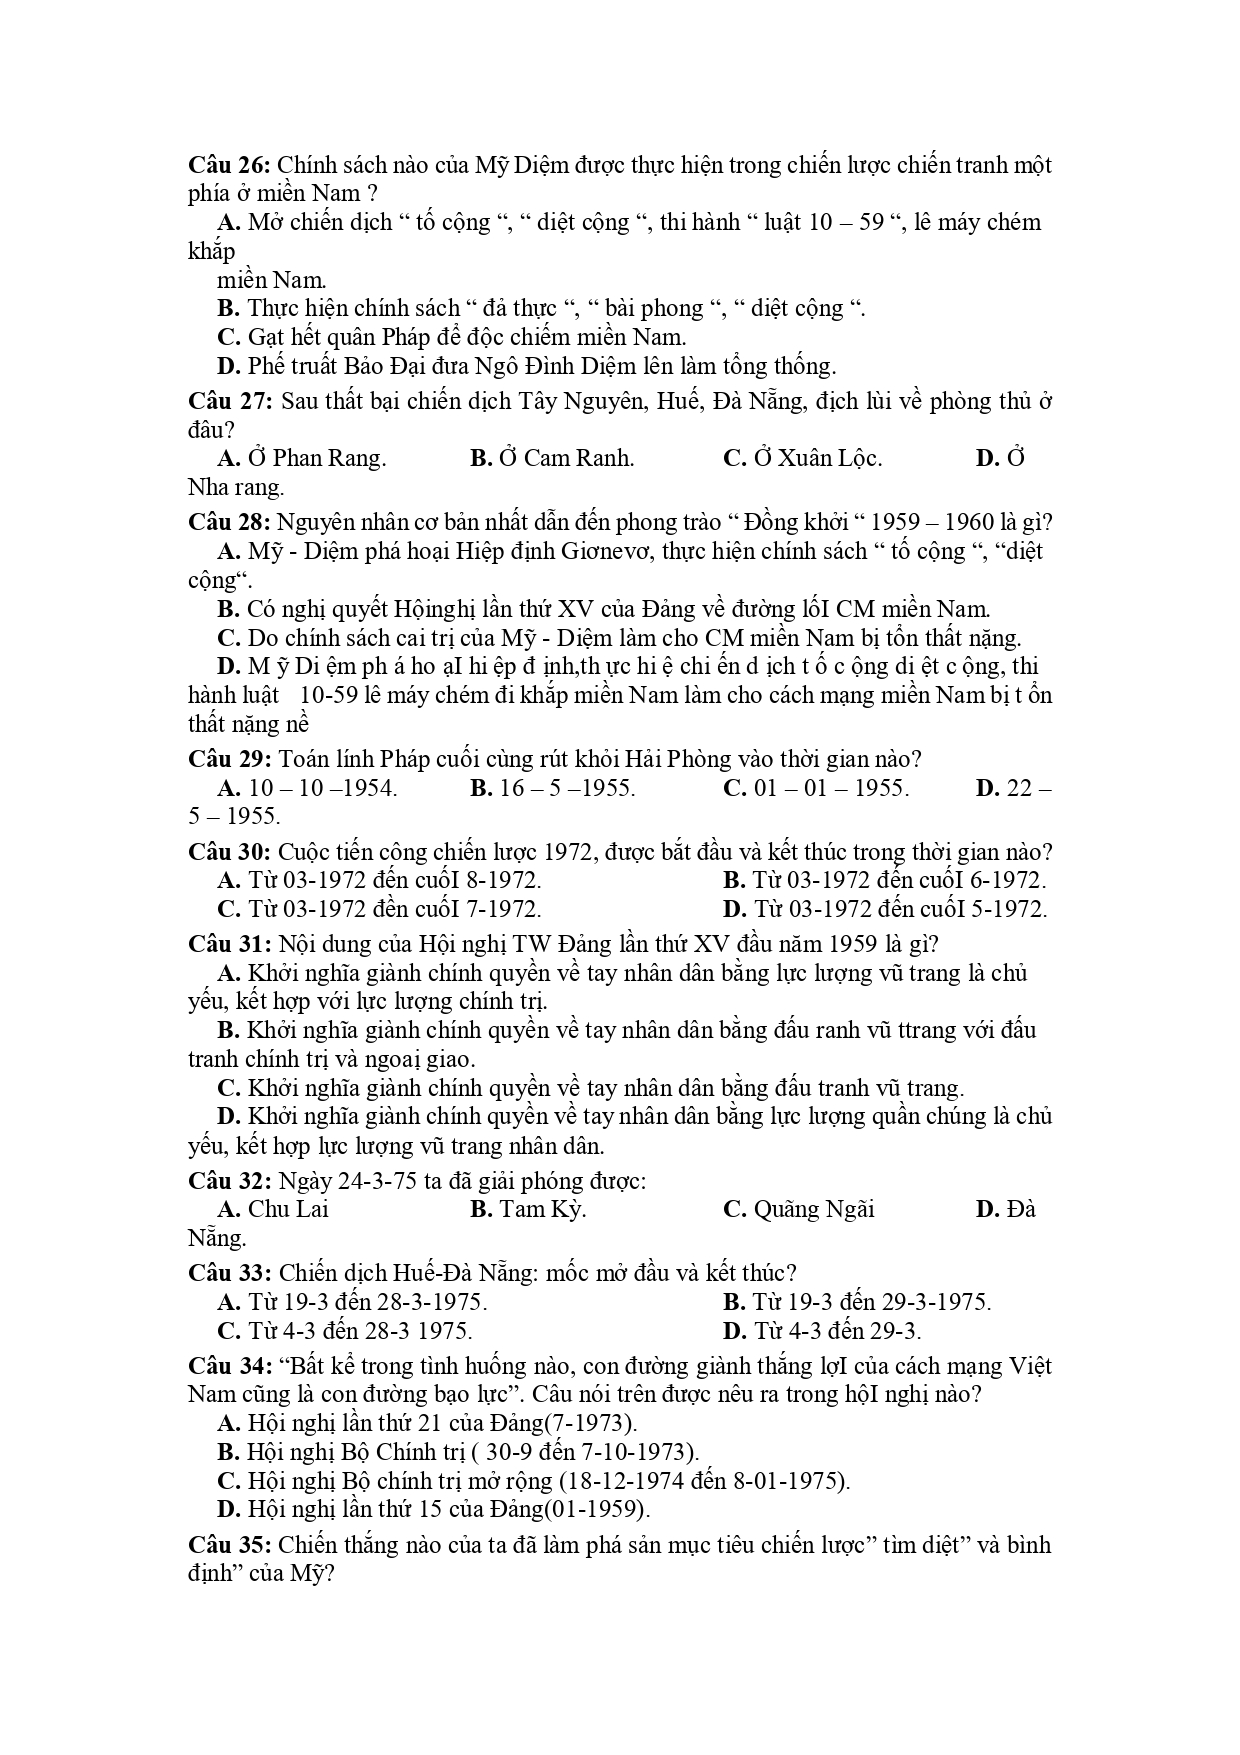 Câu 26: Chính sách nào của Mỹ Diệm được thực hiện trong chiến lược chiến tranh một
phía ở miền Nam ?
A. Mở chiến dịch “ tố cộng “, “ diệt cộng “, thi hành “ luật 10 – 59 “, lê máy chém
khắp
miền Nam.
B. Thực hiện chính sách “ đả thực “, “ bài phong “, “ diệt cộng “.
C. Gạt hết quân Pháp để độc chiếm miền Nam.
D. Phế truất Bảo Đại đưa Ngô Đình Diệm lên làm tổng thống.
Câu 27: Sau thất bại chiến dịch Tây Nguyên, Huế, Đà Nẵng, địch lùi về phòng thủ ở
đâu?
A. Ở Phan Rang. B. Ở Cam Ranh. C. Ở Xuân Lộc. D. Ở
Nha rang.
Câu 28: Nguyên nhân cơ bản nhất dẫn đến phong trào “ Đồng khởi “ 1959 – 1960 là gì?
A. Mỹ - Diệm phá hoại Hiệp định Giơnevơ, thực hiện chính sách “ tố cộng “, “diệt
cộng“.
B. Có nghị quyết Hộinghị lần thứ XV của Đảng về đường lốI CM miền Nam.
C. Do chính sách cai trị của Mỹ - Diệm làm cho CM miền Nam bị tổn thất nặng.
D. M ỹ Di ệm ph á ho ạI hi ệp đ ịnh,th ực hi ệ chi ến d ịch t ố c ộng di ệt c ộng, thi
hành luật 10-59 lê máy chém đi khắp miền Nam làm cho cách mạng miền Nam bị t ổn
thất nặng nề
Câu 29: Toán lính Pháp cuối cùng rút khỏi Hải Phòng vào thời gian nào?
A. 10 – 10 –1954. B. 16 – 5 –1955. C. 01 – 01 – 1955. D. 22 –
5 – 1955.
Câu 30: Cuộc tiến công chiến lược 1972, được bắt đầu và kết thúc trong thời gian nào?
A. Từ 03-1972 đến cuốI 8-1972. B. Từ 03-1972 đến cuốI 6-1972.
C. Từ 03-1972 đền cuốI 7-1972. D. Từ 03-1972 đến cuốI 5-1972.
Câu 31: Nội dung của Hội nghị TW Đảng lần thứ XV đầu năm 1959 là gì?
A. Khởi nghĩa giành chính quyền về tay nhân dân bằng lực lượng vũ trang là chủ
yếu, kết hợp với lực lượng chính trị.
B. Khởi nghĩa giành chính quyền về tay nhân dân bằng đấu ranh vũ ttrang với đấu
tranh chính trị và ngoaị giao.
C. Khởi nghĩa giành chính quyền về tay nhân dân bằng đấu tranh vũ trang.
D. Khởi nghĩa giành chính quyền về tay nhân dân bằng lực lượng quần chúng là chủ
yếu, kết hợp lực lượng vũ trang nhân dân.
Câu 32: Ngày 24-3-75 ta đã giải phóng được:
A. Chu Lai B. Tam Kỳ. C. Quãng Ngãi D. Đà
Nẵng.
Câu 33: Chiến dịch Huế-Đà Nẵng: mốc mở đầu và kết thúc?
A. Từ 19-3 đến 28-3-1975. B. Từ 19-3 đến 29-3-1975.
C. Từ 4-3 đến 28-3 1975. D. Từ 4-3 đến 29-3.
Câu 34: “Bất kể trong tình huống nào, con đường giành thắng lợI của cách mạng Việt
Nam cũng là con đường bạo lực”. Câu nói trên được nêu ra trong hộI nghị nào?
A. Hội nghị lần thứ 21 của Đảng(7-1973).
B. Hội nghị Bộ Chính trị ( 30-9 đến 7-10-1973).
C. Hội nghị Bộ chính trị mở rộng (18-12-1974 đến 8-01-1975).
D. Hội nghị lần thứ 15 của Đảng(01-1959).
Câu 35: Chiến thắng nào của ta đã làm phá sản mục tiêu chiến lược” tìm diệt” và bình
định” của Mỹ?